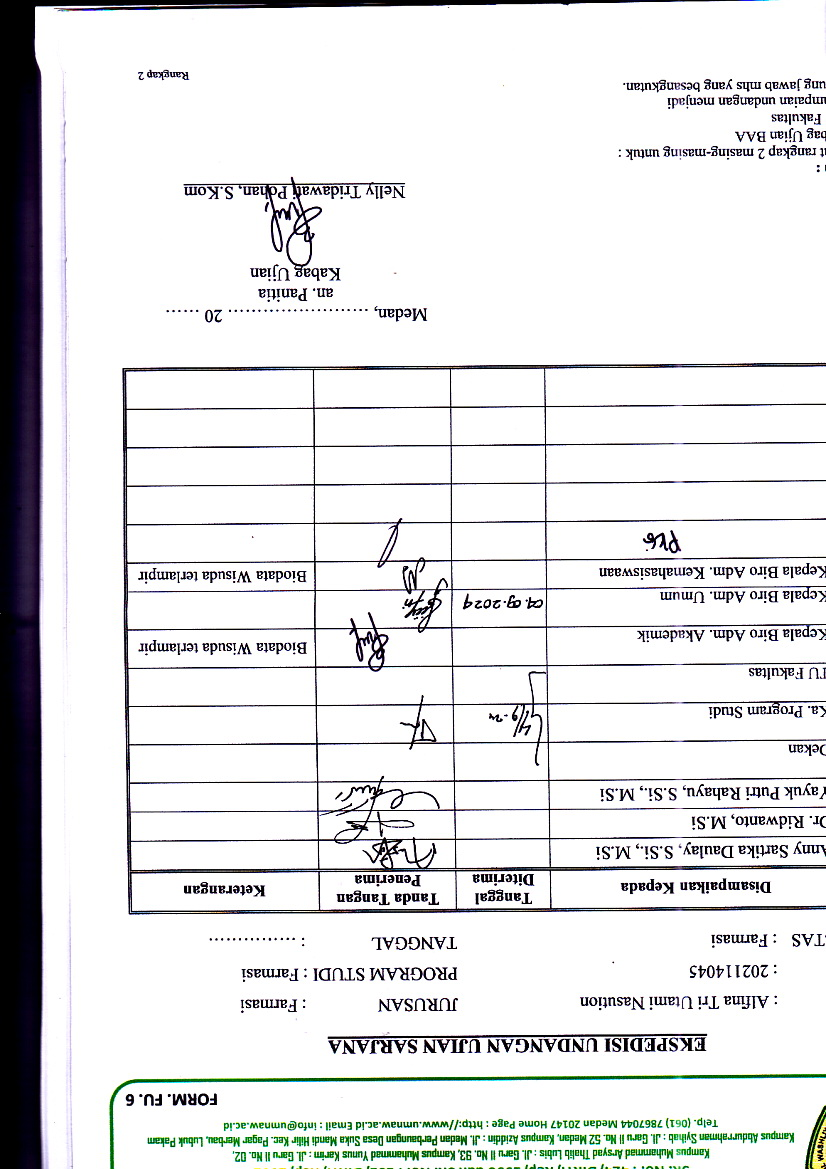 Kampus Muhammad Arsyad Thalib Lubis : Jl. Garu II No. 93, Kampus Muhammad Yunus Karim : Jl. Garu II No. 02,
Kampus Abdurrahman Syihab : Jl. Garu II No. 52 Medan, Kampus Aziddin : Jl. Medan Perbaungan Desa Suka Mandi Hilir Kec. Pagar Merbau, Lubuk Pakam
Telp. (061) 7867044 Medan 20147 Home Page : http://www.umnaw.ac.id Email : info@umnaw.ac.id
FORM. FU. 6
EKSPEDISI UNDANGAN UJIAN SARJANA
: Alfina Tri Utami Nasution JURUSAN : Farmasi
: 202114045 PROGRAM STUDI : Farmasi
TAS : Farmasi TANGGAL : ...............
Disampaikan Kepada Tanggal Diterima Tanda Tangan Penerima Keterangan
Anny Sartika Daulay, S.Si., M.Si
Dr. Ridwanto, M.Si
Yayuk Putri Rahayu, S.Si., M.Si
Dekan
Ka. Program Studi 4/9-24
TU Fakultas
Kepala Biro Adm. Akademik Biodata Wisuda terlampir
Kepala Biro Adm. Umum 04.09.2024
Kepala Biro Adm. Kemahasiswaan Biodata Wisuda terlampir
Medan, ........................ 20 ......
an. Panitia
Kabag Ujian
Nelly Tridawati Pohan, S.Kom
:
t rangkap 2 masing-masing untuk :
bag Ujian BAA
Fakultas
mpaian undangan menjadi
ung jawab mhs yang besangkutan.
Rangkap 2